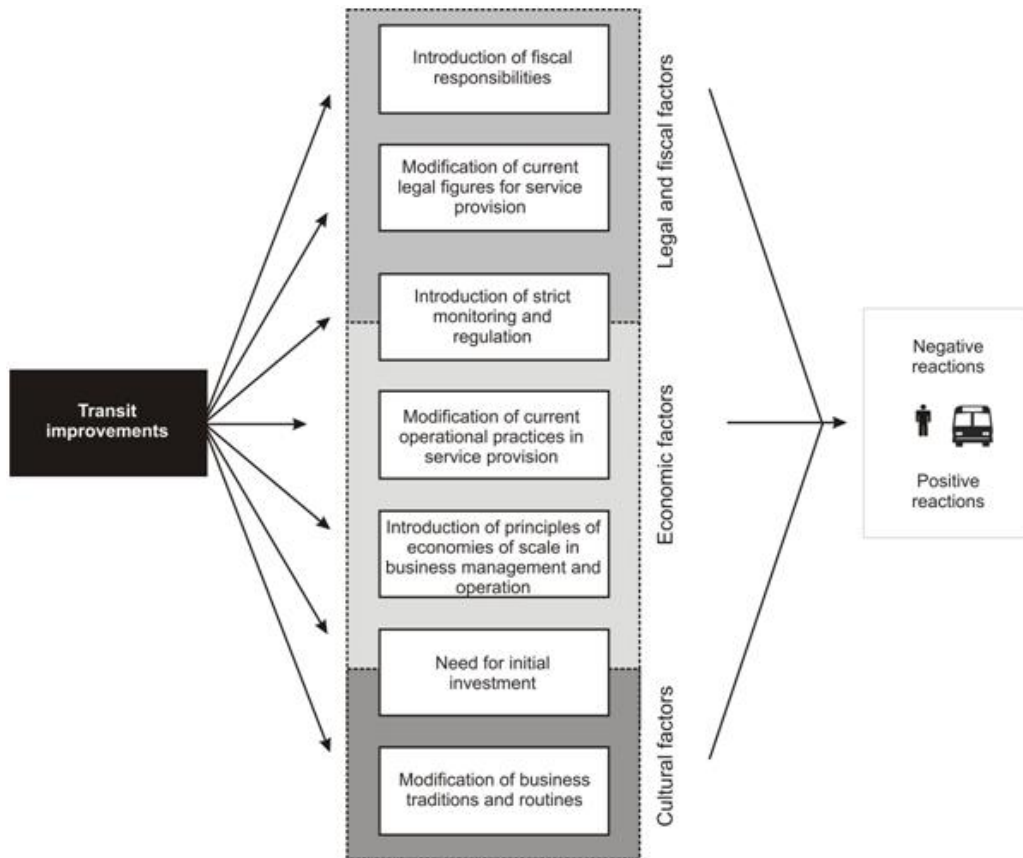 Transit
improvements
Introduction of fiscal
responsibilities
Modification of current
legal figures for service
provision
Introduction of strict
monitoring and
regulation
Modification of current
operational practices in
service provision
Introduction of principles of
economies of scale in
business management and
operation
Need for initial
investment
Modification of business
traditions and routines
Legal and fiscal factors
Economic factors
Cultural factors
Negative
reactions
Positive
reactions